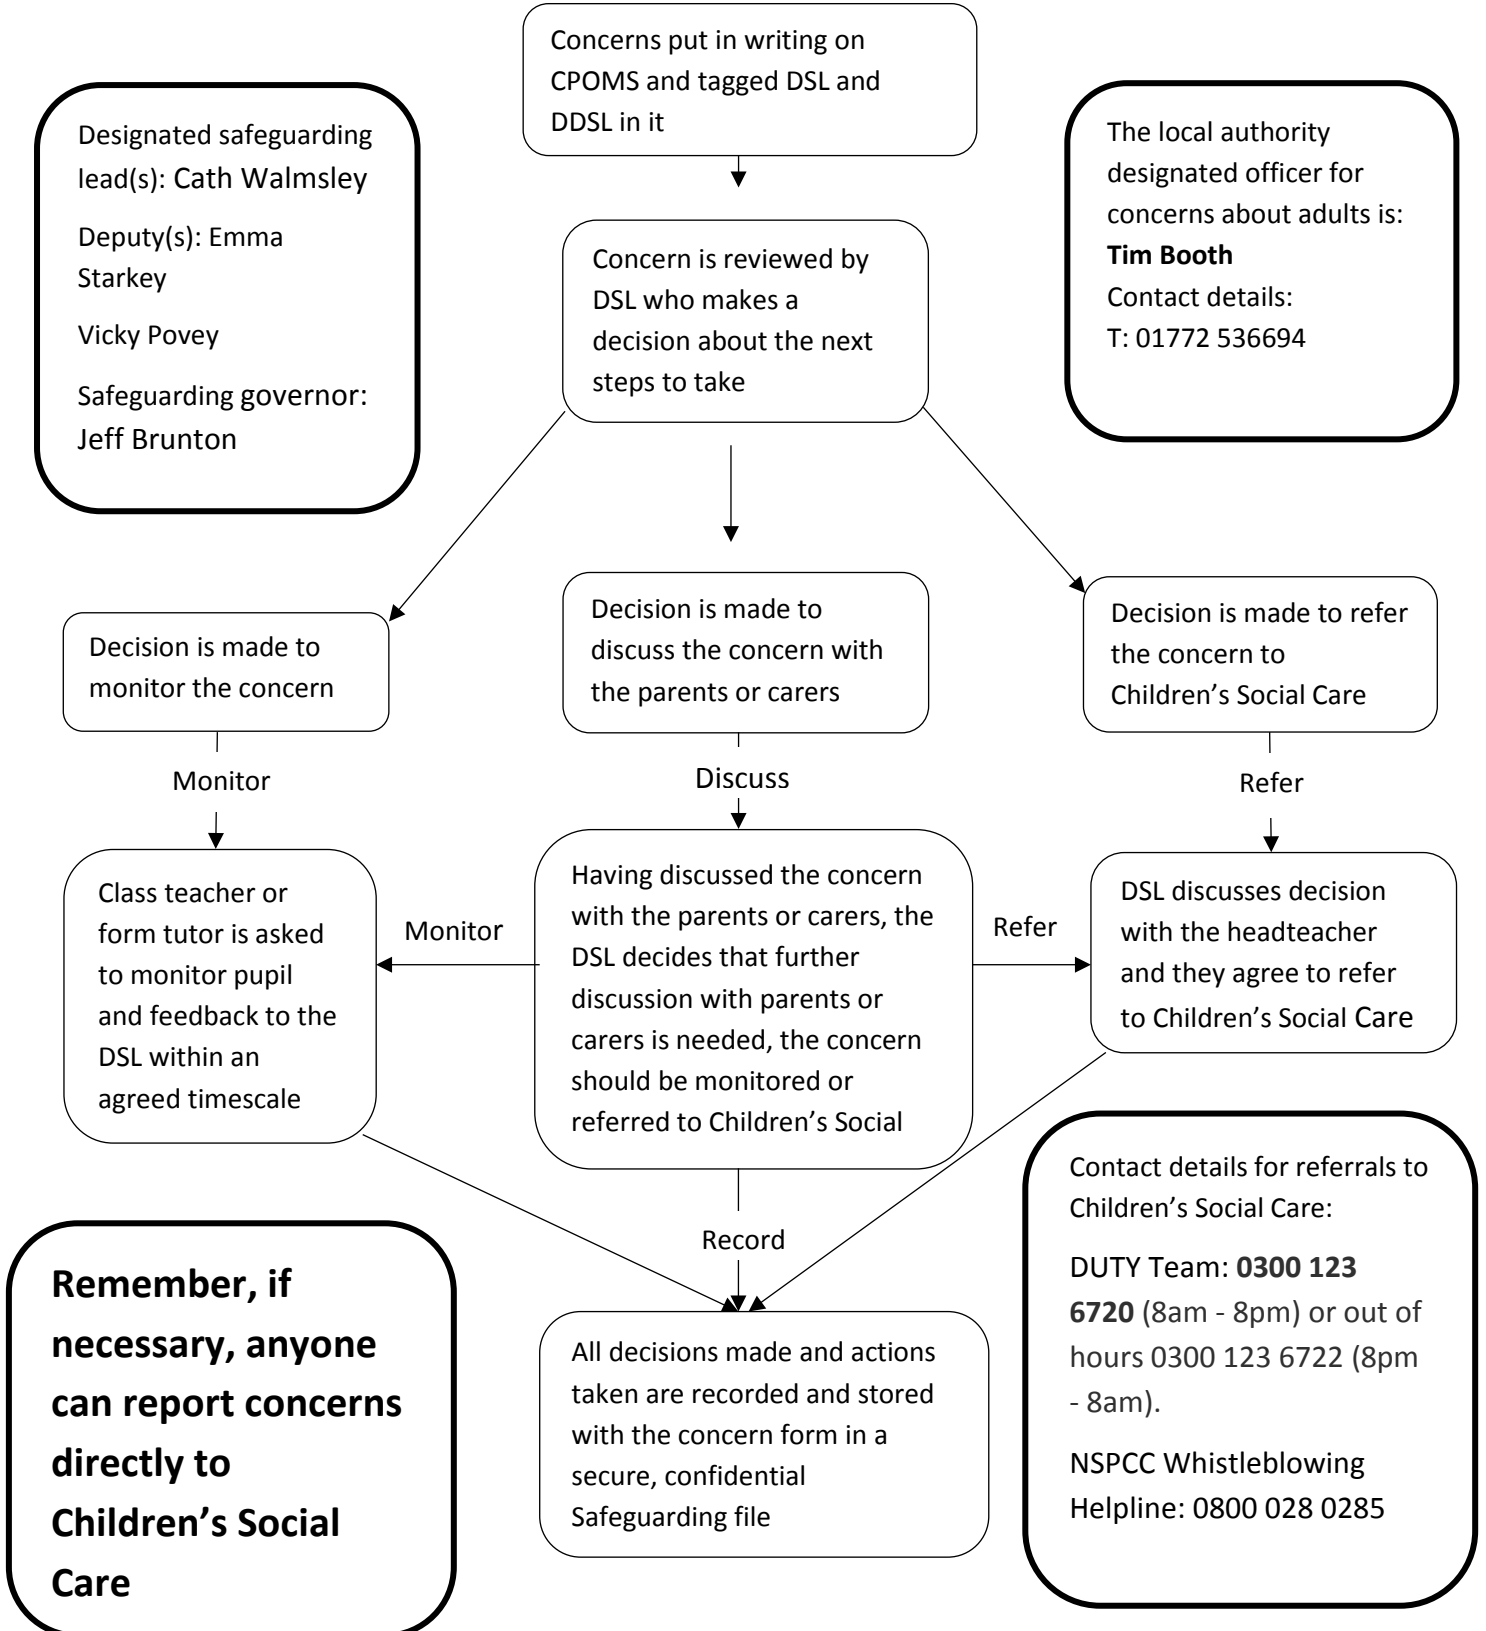 Concerns put in writing on
CPOMS and tagged DSL and
DDSL in it
Designated safeguarding
lead(s): Cath Walmsley
Deputy(s): Emma
Starkey
Vicky Povey
Safeguarding governor:
Jeff Brunton
The local authority
designated officer for
concerns about adults is:
Tim Booth
Contact details:
T: 01772 536694
Concern is reviewed by
DSL who makes a
decision about the next
steps to take
Decision is made to
monitor the concern
Decision is made to
discuss the concern with
the parents or carers
Decision is made to refer
the concern to
Children’s Social Care
Monitor
Discuss
Refer
Class teacher or
form tutor is asked
to monitor pupil
and feedback to the
DSL within an
agreed timescale
Monitor
Having discussed the concern
with the parents or carers, the
DSL decides that further
discussion with parents or
carers is needed, the concern
should be monitored or
referred to Children’s Social
Refer
DSL discusses decision
with the headteacher
and they agree to refer
to Children’s Social Care
Record
Remember, if
necessary, anyone
can report concerns
directly to
Children’s Social
Care
All decisions made and actions
taken are recorded and stored
with the concern form in a
secure, confidential
Safeguarding file
Contact details for referrals to
Children’s Social Care:
DUTY Team: 0300 123
6720 (8am - 8pm) or out of
hours 0300 123 6722 (8pm
- 8am).
NSPCC Whistleblowing
Helpline: 0800 028 0285